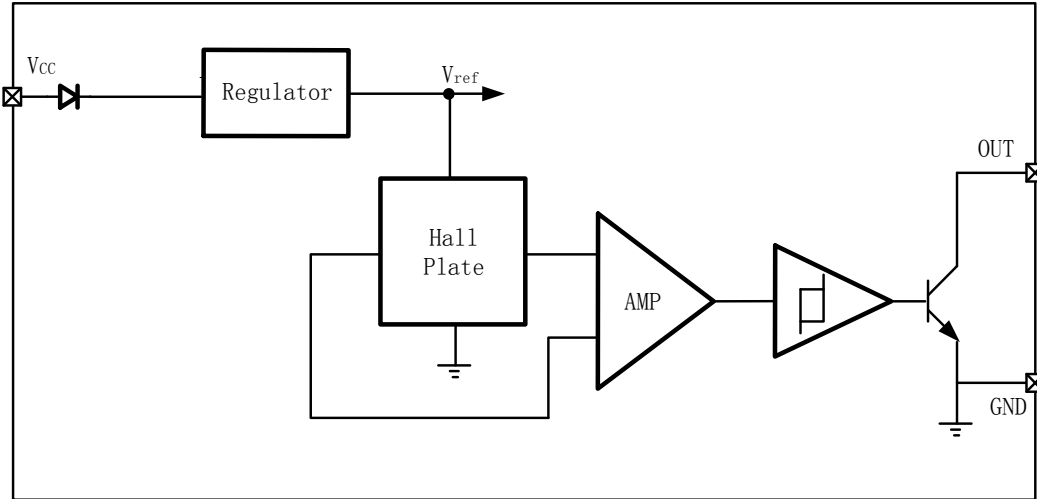 VCC
Regulator
Vref
Hall
Plate
AMP
OUT
GND